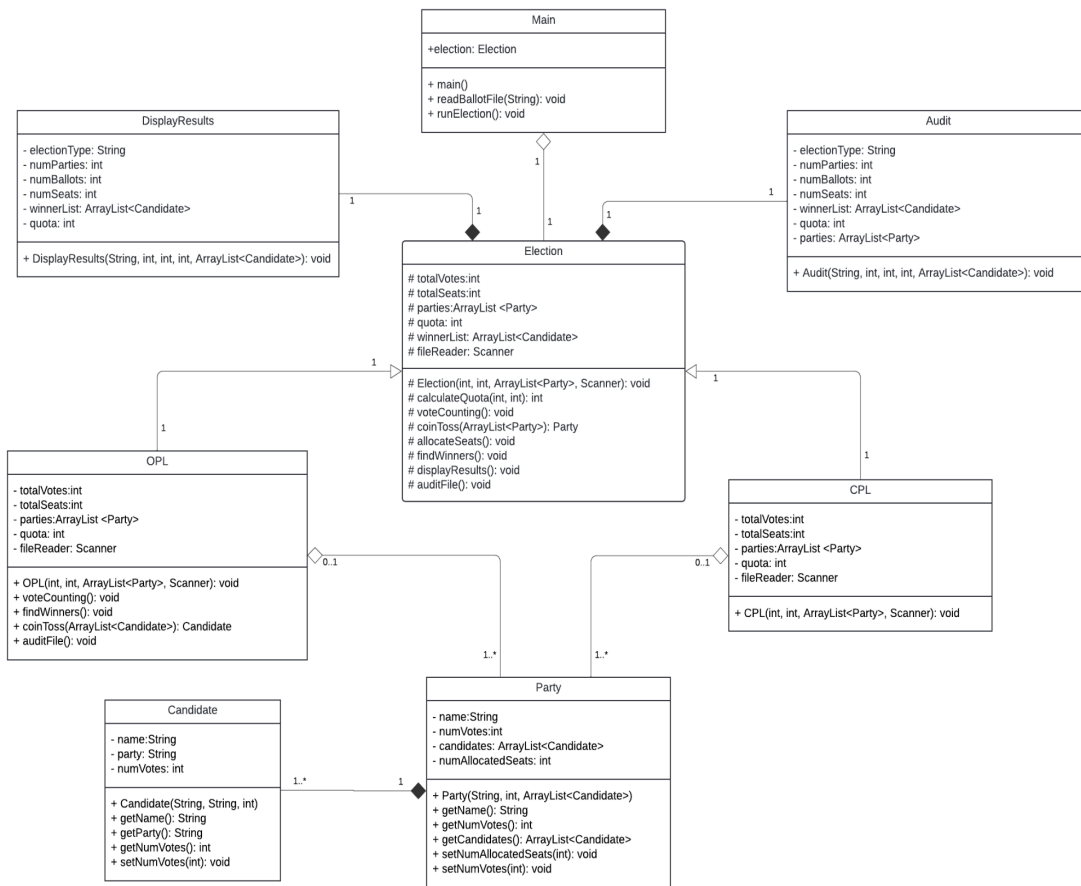 Main
+election: Election
+ main()
+ readBallotFile(String): void
+ runElection(): void
1
1
DisplayResults
- electionType: String
- numParties: int
- numBallots: int
- numSeats: int
- winnerList: ArrayList<Candidate>
- quota: int
+ DisplayResults(String, int, int, int, ArrayList<Candidate>): void
1
1
Audit
- electionType: String
- numParties: int
- numBallots: int
- numSeats: int
- winnerList: ArrayList<Candidate>
- quota: int
- parties: ArrayList<Party>
+ Audit(String, int, int, int, ArrayList<Candidate>): void
1
1
Election
# totalVotes:int
# totalSeats:int
# parties:ArrayList <Party>
# quota: int
# winnerList: ArrayList<Candidate>
# fileReader: Scanner
# Election(int, int, ArrayList<Party>, Scanner): void
# calculateQuota(int, int): int
# voteCounting(): void
# coinToss(ArrayList<Party>): Party
# allocateSeats(): void
# findWinners(): void
# displayResults(): void
# auditFile(): void
1
1
1
1
OPL
- totalVotes:int
- totalSeats:int
- parties:ArrayList <Party>
- quota: int
- fileReader: Scanner
+ OPL(int, int, ArrayList<Party>, Scanner): void
+ voteCounting(): void
+ findWinners(): void
+ coinToss(ArrayList<Candidate>): Candidate
+ auditFile(): void
0..1
1..*
CPL
- totalVotes:int
- totalSeats:int
- parties:ArrayList <Party>
- quota: int
- fileReader: Scanner
+ CPL(int, int, ArrayList<Party>, Scanner): void
0..1
1..*
Candidate
- name:String
- party: String
- numVotes: int
+ Candidate(String, String, int)
+ getName(): String
+ getParty(): String
+ getNumVotes(): int
+ setNumVotes(int): void
1..*
1
Party
- name:String
- numVotes:int
- candidates: ArrayList<Candidate>
- numAllocatedSeats: int
+ Party(String, int, ArrayList<Candidate>)
+ getName(): String
+ getNumVotes(): int
+ getCandidates(): ArrayList<Candidate>
+ setNumAllocatedSeats(int): void
+ setNumVotes(int): void